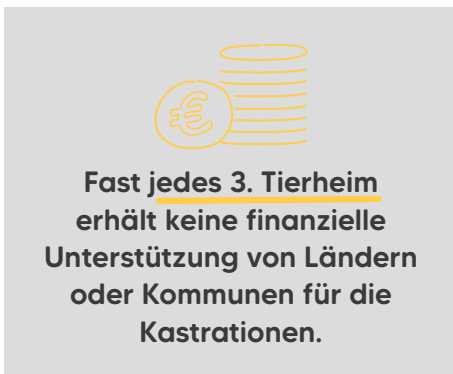 €
Fast jedes 3. Tierheim
erhält keine finanzielle
Unterstützung von Ländern
oder Kommunen für die
Kastrationen.